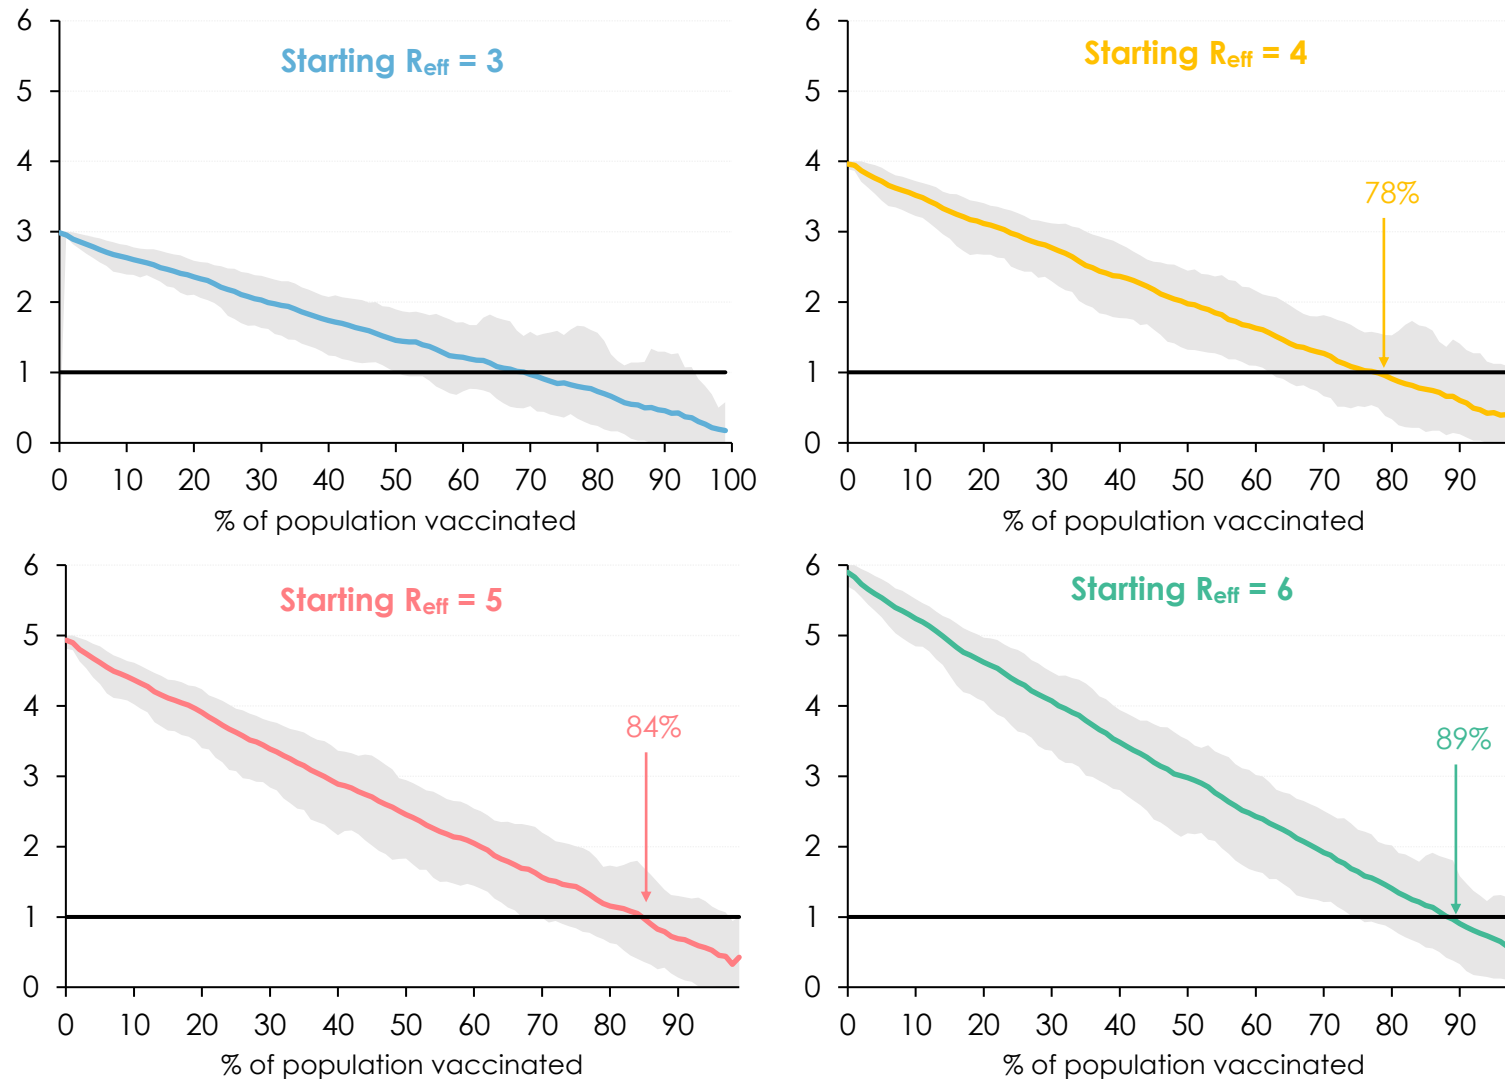 Starting Reff = 3
6
5
4
3
2
1
0
0 10 20 30 40 50 60 70 80 90 100
% of population vaccinated
Starting Reff = 4
78%
6
5
4
3
2
1
0
0 10 20 30 40 50 60 70 80 90
% of population vaccinated
Starting Reff = 5
84%
6
5
4
3
2
1
0
0 10 20 30 40 50 60 70 80 90
% of population vaccinated
Starting Reff = 6
89%
6
5
4
3
2
1
0
0 10 20 30 40 50 60 70 80 90
% of population vaccinated